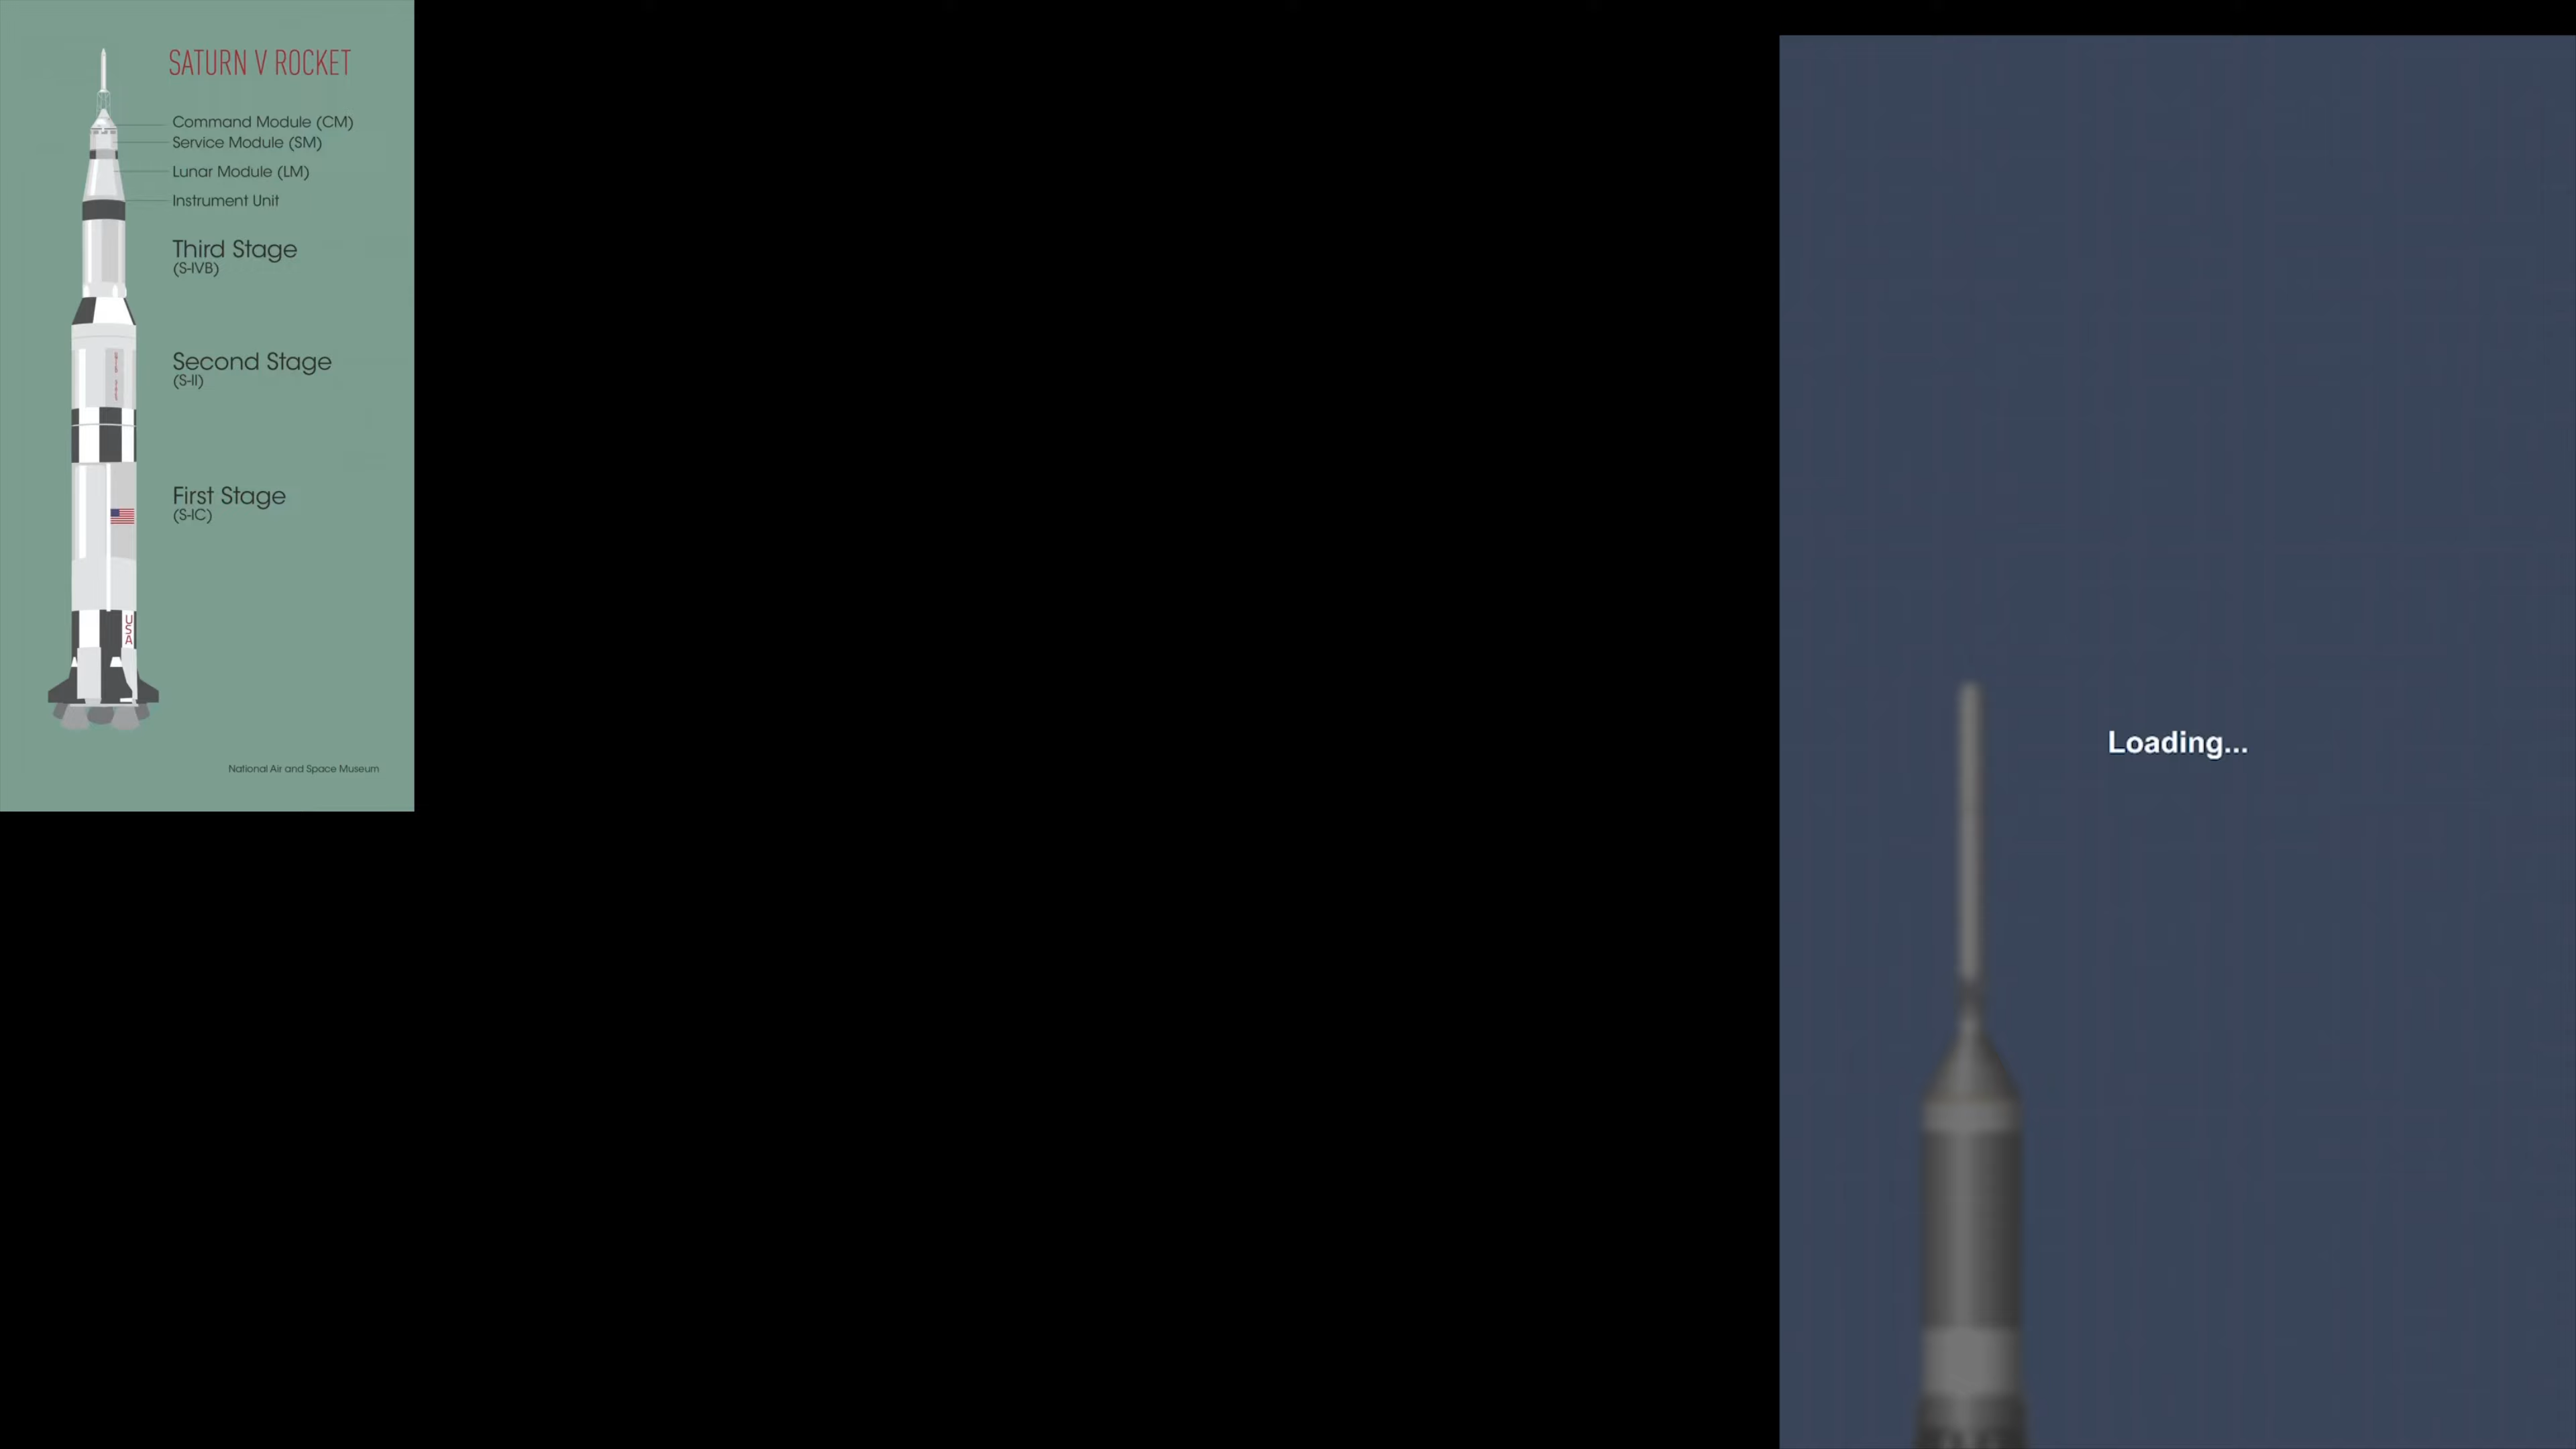 SATURN V ROCKET
Command Module (CM)
Service Module (SM)
Lunar Module (LM)
Instrument Unit
Third Stage
(S-IVB)
Second Stage
(S-II)
First Stage
(S-IC)
USA
National Air and Space Museum
Loading...